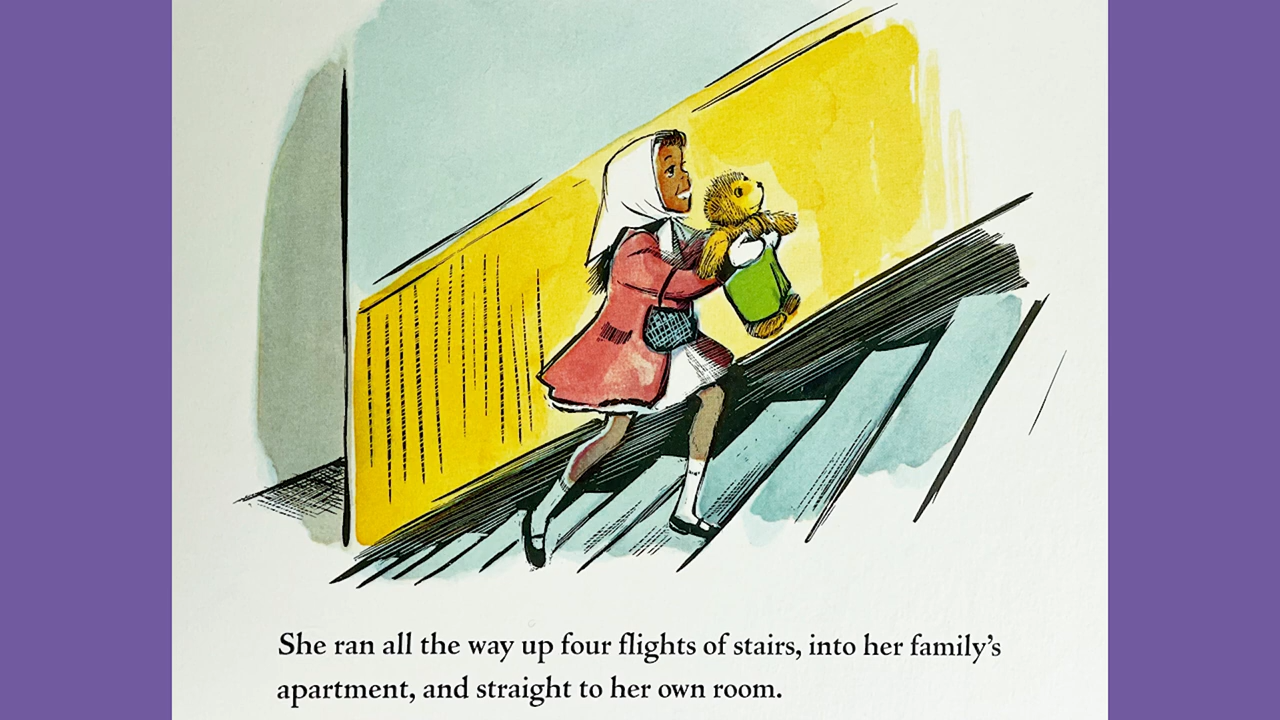 She ran all the way up four flights of stairs, into her family’s
apartment, and straight to her own room.